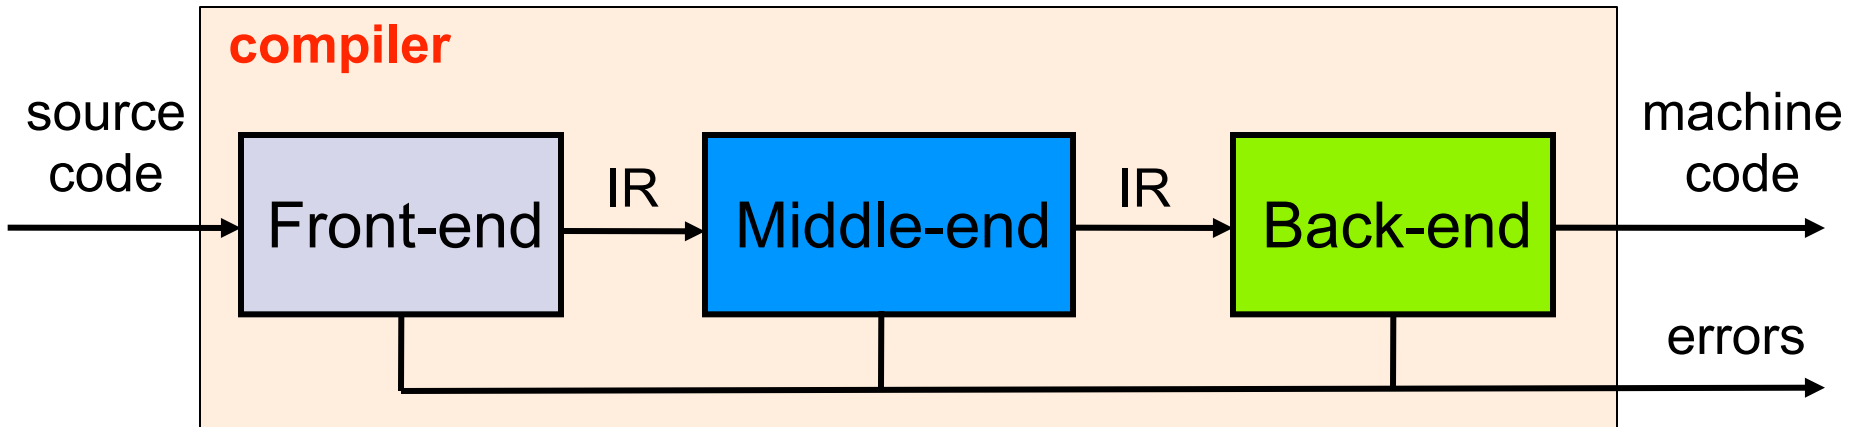 compiler
source
code
Front-end
IR
Middle-end
IR
Back-end
machine
code
errors